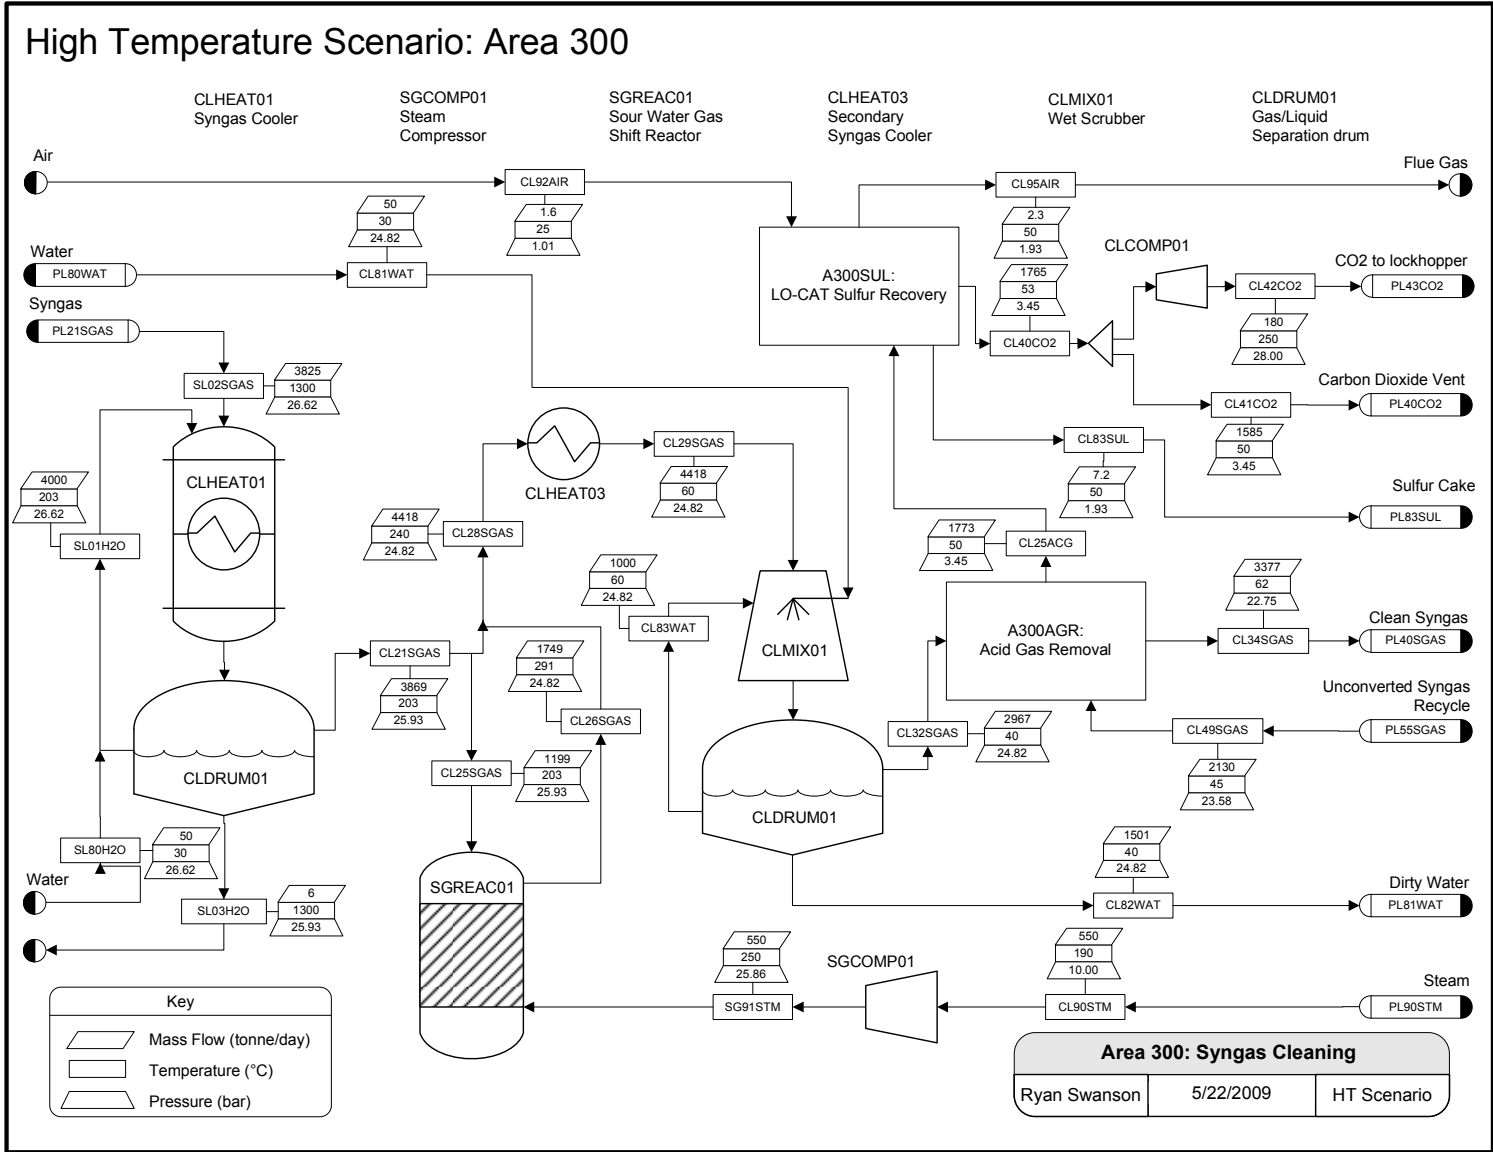 High Temperature Scenario: Area 300
CLHEAT01
Syngas Cooler
SGCOMP01
Steam
Compressor
SGREAC01
Sour Water Gas
Shift Reactor
CLHEAT03
Secondary
Syngas Cooler
CLMIX01
Wet Scrubber
CLDRUM01
Gas/Liquid
Separation drum
Air
CL92AIR
1.6
25
1.01
CL95AIR
2.3
50
1.93
Flue Gas
50
30
24.82
Water
PL80WAT
CL81WAT
A300SUL:
LO-CAT Sulfur Recovery
1765
53
3.45
CL40CO2
CLCOMP01
CL42CO2
180
250
28.00
CO2 to lockhopper
PL43CO2
Syngas
PL21SGAS
SL02SGAS
3825
1300
26.62
Carbon Dioxide Vent
CL41CO2
PL40CO2
1585
50
3.45
CLHEAT01
4000
203
26.62
SL01H2O
CLHEAT03
CL29SGAS
4418
60
24.82
4418
240
24.82
CL28SGAS
CL83SUL
7.2
50
1.93
Sulfur Cake
PL83SUL
1773
50
3.45
CL25ACG
1000
60
24.82
CL83WAT
CLMIX01
A300AGR:
Acid Gas Removal
3377
62
22.75
CL34SGAS
Clean Syngas
PL40SGAS
CL21SGAS
3869
203
25.93
1749
291
24.82
CL26SGAS
Unconverted Syngas
Recycle
CL32SGAS
2967
40
24.82
CL49SGAS
PL55SGAS
2130
45
23.58
CLDRUM01
CL25SGAS
1199
203
25.93
CLDRUM01
SL80H2O
50
30
26.62
1501
40
24.82
Water
SL03H2O
6
1300
25.93
SGREAC01
CL82WAT
Dirty Water
PL81WAT
550
250
25.86
SG91STM
SGCOMP01
550
190
10.00
CL90STM
Steam
PL90STM
Key
Mass Flow (tonne/day)
Temperature (°C)
Pressure (bar)
Area 300: Syngas Cleaning
Ryan Swanson
5/22/2009
HT Scenario